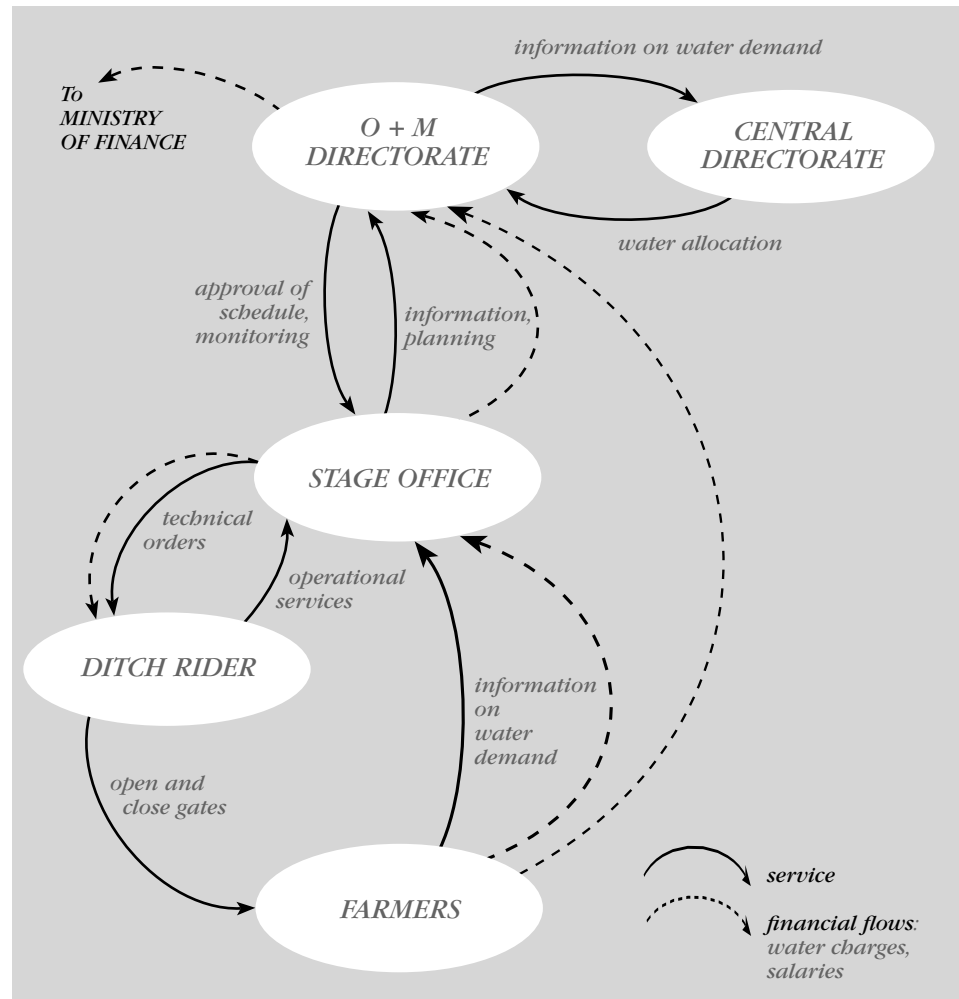 information on water demand
To
MINISTRY
OF FINANCE
O + M
DIRECTORATE
CENTRAL
DIRECTORATE
water allocation
approval of
schedule,
monitoring
information,
planning
STAGE OFFICE
technical
orders
operational
services
DITCH RIDER
information
on
water
demand
open and
close gates
FARMERS
service
financial flows:
water charges,
salaries